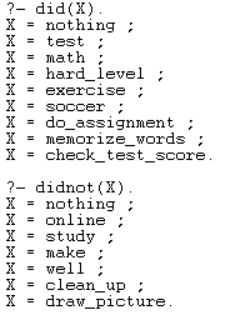 ?- did(X).
X = nothing ;
X = test ;
X = math ;
X = hard_level ;
X = exercise ;
X = soccer ;
X = do_assignment ;
X = memorize_words ;
X = check_test_score.
?- didnot(X).
X = nothing ;
X = online ;
X = study ;
X = make ;
X = well ;
X = clean_up ;
X = draw_picture.